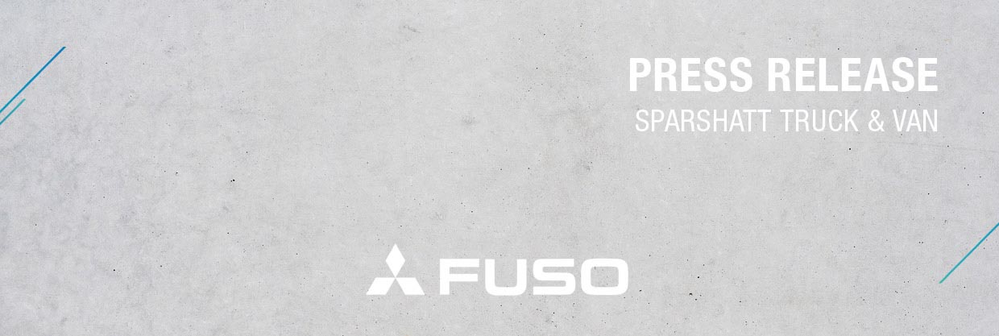 PRESS RELEASE
SPARSHATT TRUCK & VAN
FUSO